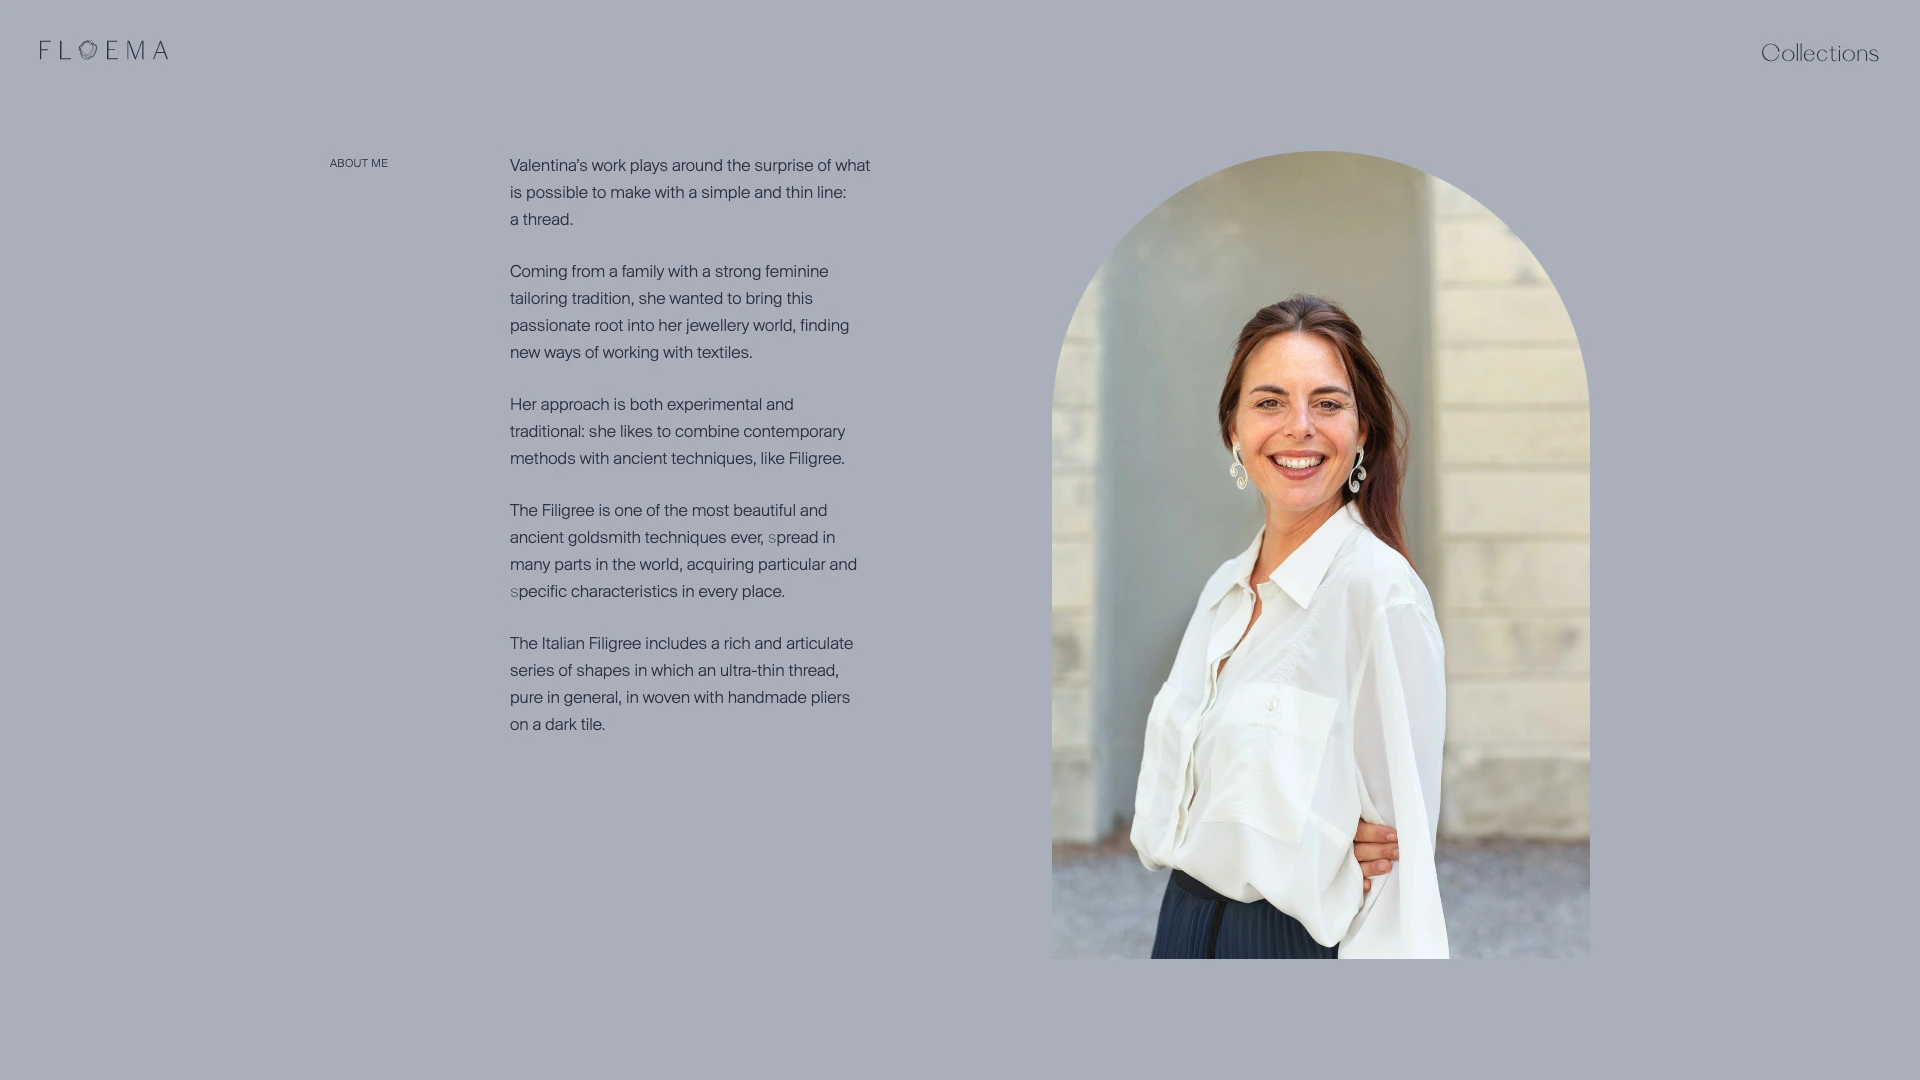 FLOEMA
Collections
ABOUT ME
Valentina’s work plays around the surprise of what
is possible to make with a simple and thin line:
a thread.
Coming from a family with a strong feminine
tailoring tradition, she wanted to bring this
passionate root into her jewellery world, finding
new ways of working with textiles.
Her approach is both experimental and
traditional: she likes to combine contemporary
methods with ancient techniques, like Filigree.
The Filigree is one of the most beautiful and
ancient goldsmith techniques ever, spread in
many parts in the world, acquiring particular and
specific characteristics in every place.
The Italian Filigree includes a rich and articulate
series of shapes in which an ultra-thin thread,
pure in general, in woven with handmade pliers
on a dark tile.